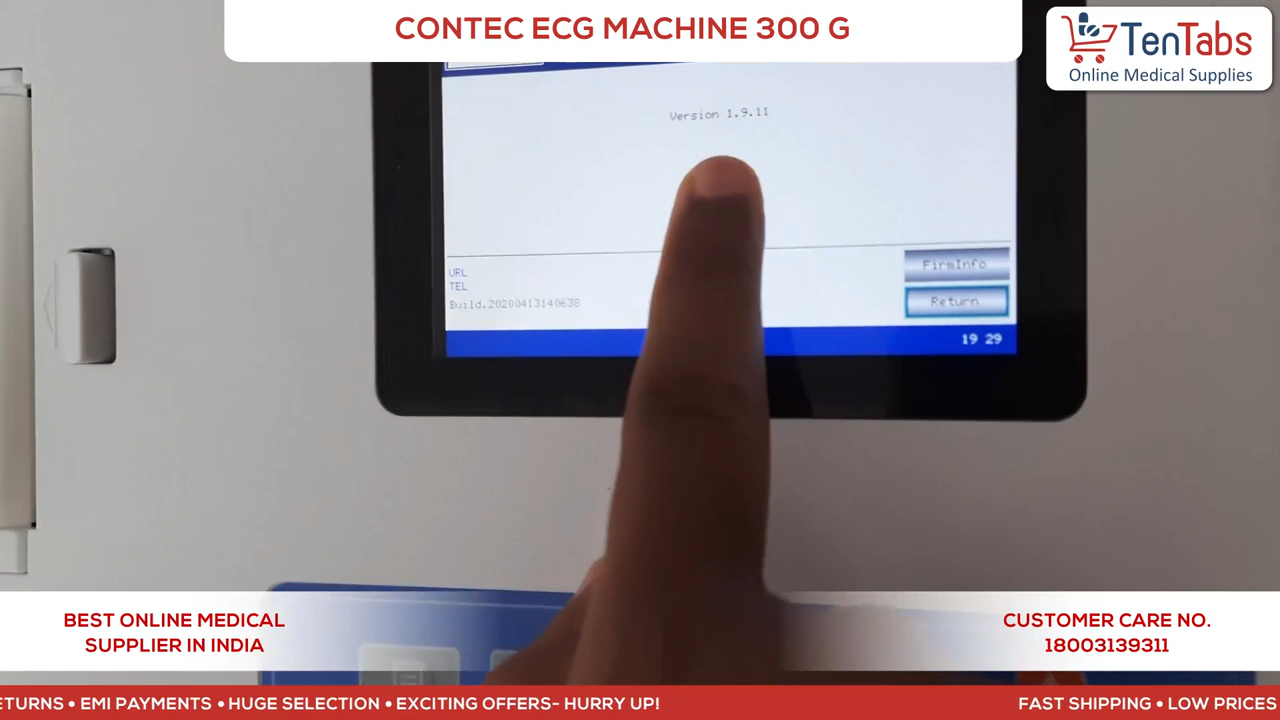 CONTEC ECG MACHINE 300 G
TenTabs
Online Medical Supplies
Version 1.9.11
URL
TEL
Build.20200413140638
FirmInfo
Return
19 29
BEST ONLINE MEDICAL
SUPPLIER IN INDIA
CUSTOMER CARE NO.
18003139311
ETURNS • EMI PAYMENTS • HUGE SELECTION • EXCITING OFFERS- HURRY UP!
FAST SHIPPING • LOW PRICES